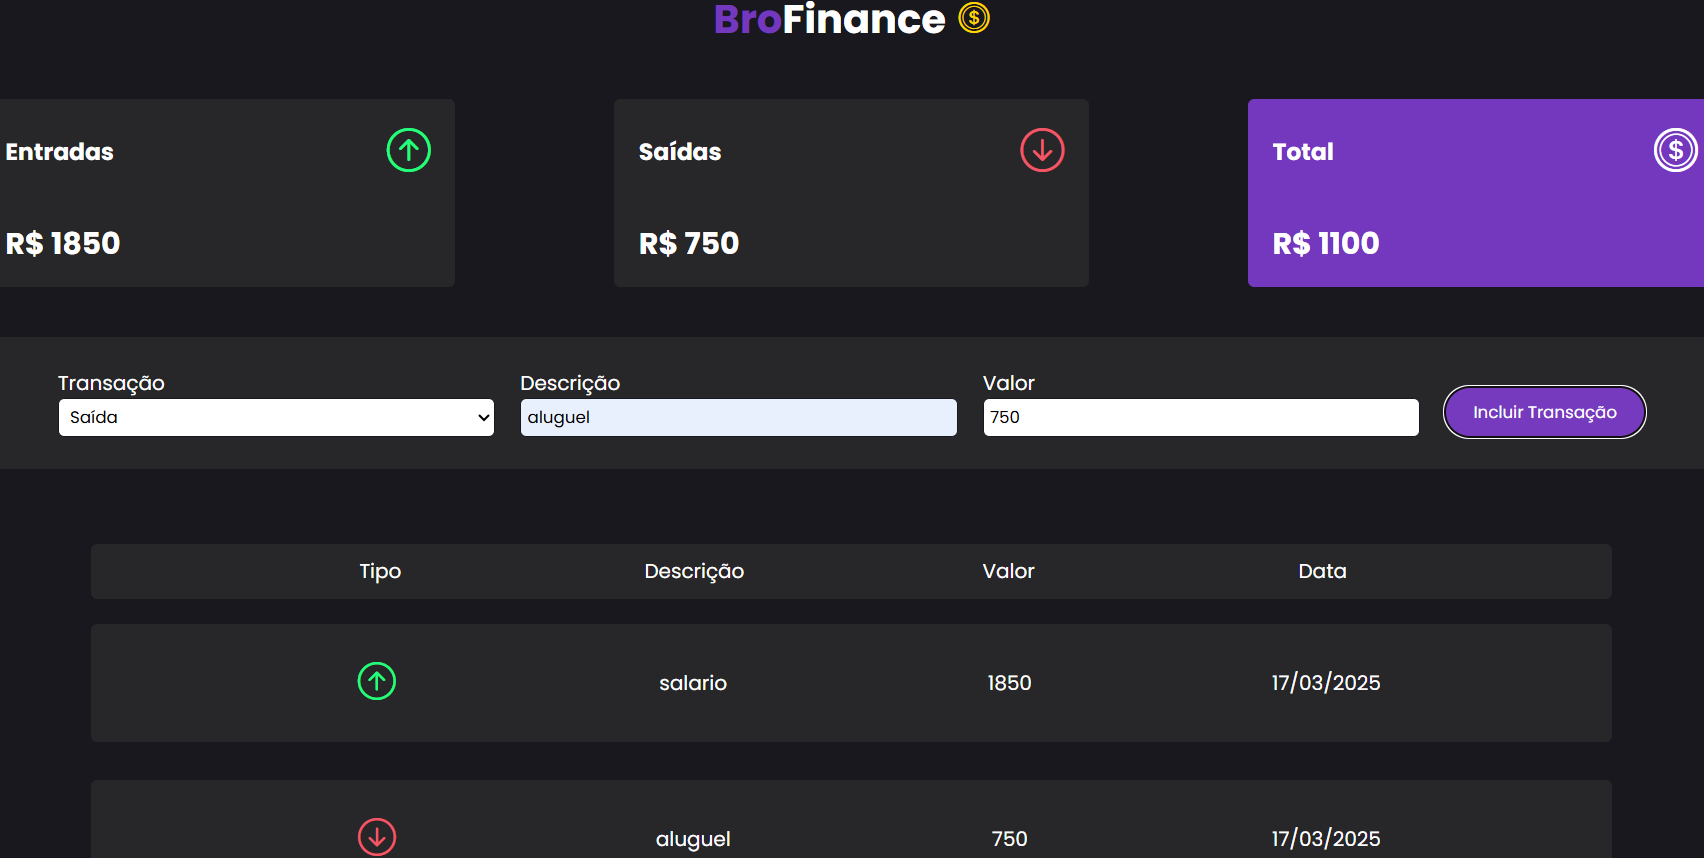 BroFinance
Entradas
R$ 1850
Saídas
R$ 750
Total
$
R$ 1100
Transação
Saída
Descrição
aluguel
Valor
750
Incluir Transação
Tipo Descrição Valor Data
salario 1850 17/03/2025
aluguel 750 17/03/2025